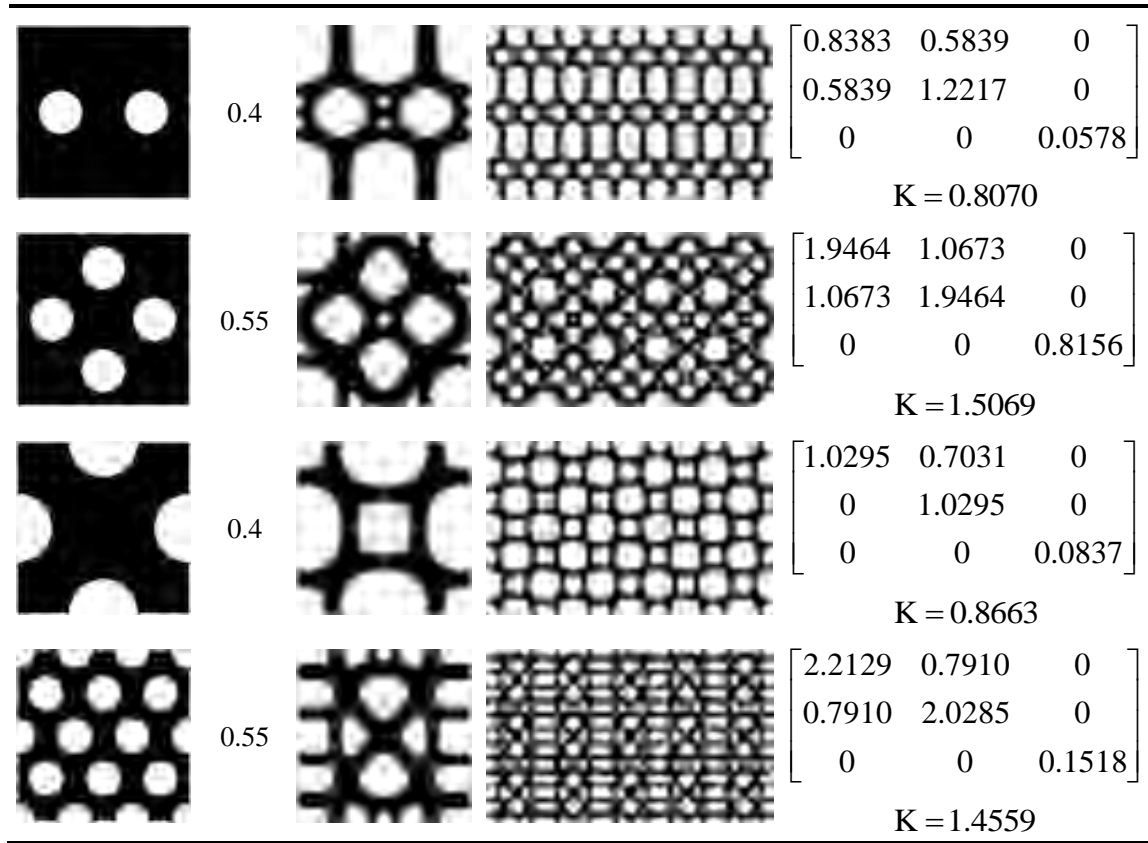 0.8383 0.5839 0
0.4 0.5839 1.2217 0
0 0 0.0578
K = 0.8070
1.9464 1.0673 0
0.55 1.0673 1.9464 0
0 0 0.8156
K = 1.5069
1.0295 0.7031 0
0.4 0 1.0295 0
0 0 0.0837
K = 0.8663
2.2129 0.7910 0
0.55 0.7910 2.0285 0
0 0 0.1518
K = 1.4559